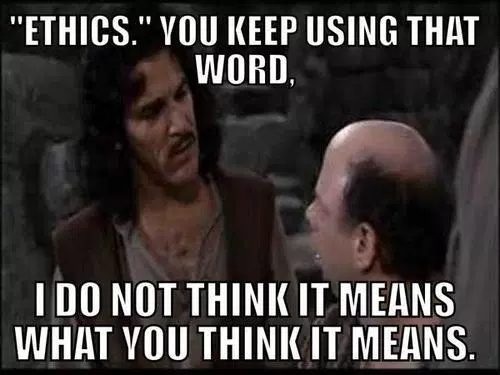 "ETHICS." YOU KEEP USING THAT
WORD,
I DO NOT THINK IT MEANS
WHAT YOU THINK IT MEANS.